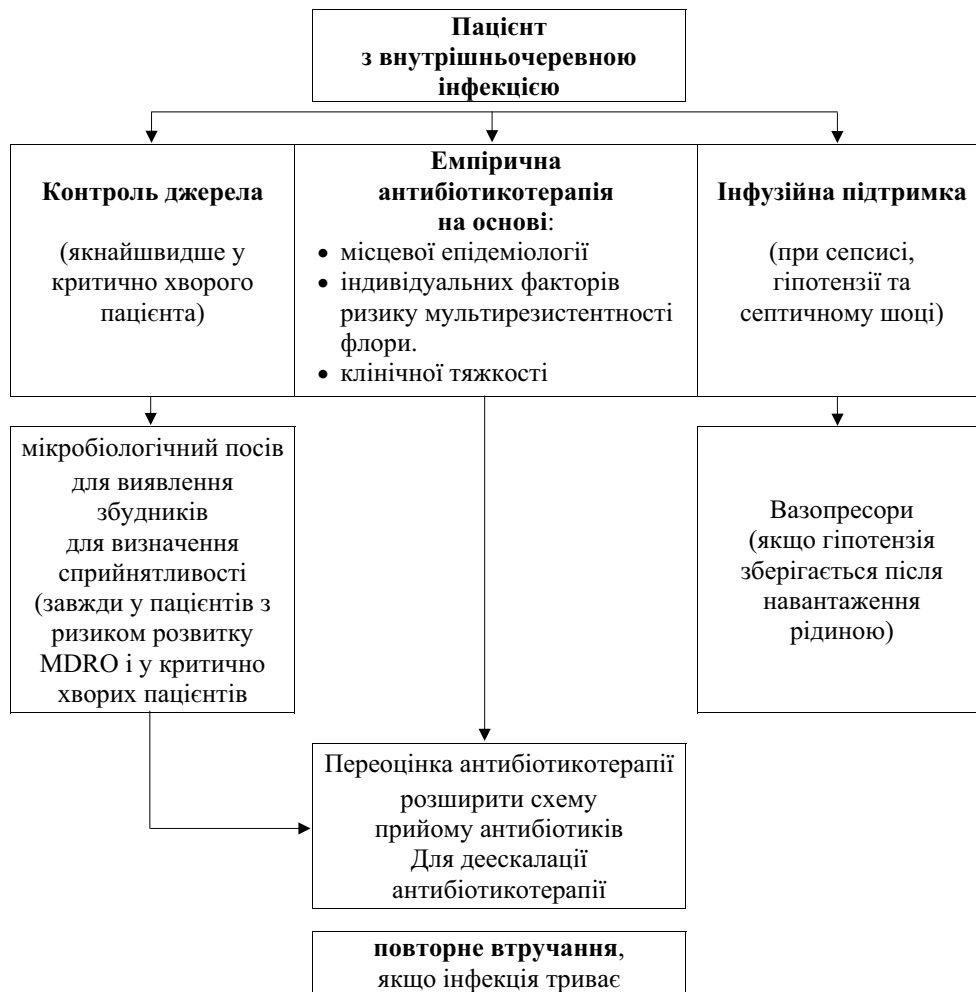 Пацієнт
з внутрішньочеревною
інфекцією
Контроль джерела
(якнайшвидше у
критично хворого
пацієнта)
Емпірична
антибіотикотерапія
на основі:
• місцевої епідеміології
• індивідуальних факторів
ризику мультирезистентності
флори.
• клінічної тяжкості
Інфузійна підтримка
(при сепсисі,
гіпотензії та
септичному шоці)
мікробіологічний посів
для виявлення
збудників
для визначення
сприйнятливості
(завжди у пацієнтів з
ризиком розвитку
MDRO і у критично
хворих пацієнтів
Вазопресори
(якщо гіпотензія
зберігається після
навантаження
рідиною)
Переоцінка антибіотикотерапії
розширити схему
прийому антибіотиків
Для деескалації
антибіотикотерапії
повторне втручання,
якщо інфекція триває